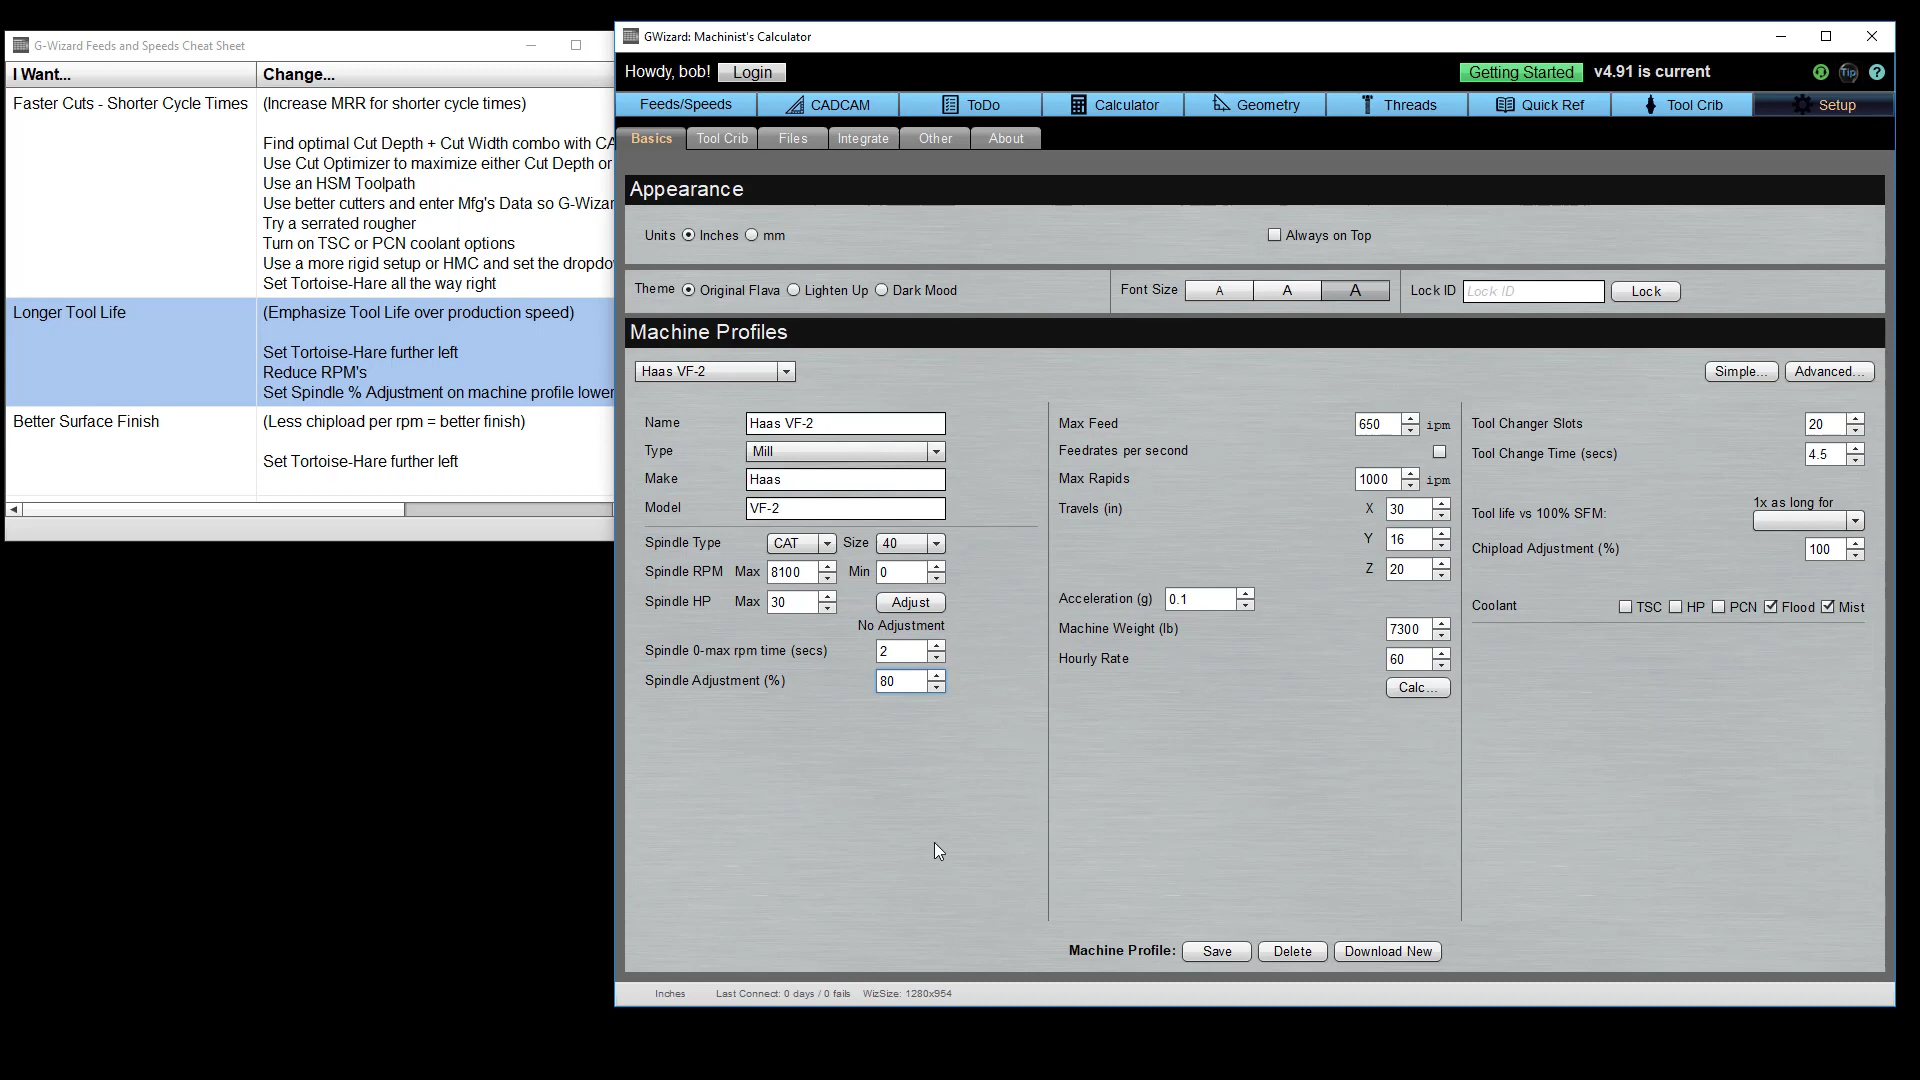 G-Wizard Feeds and Speeds Cheat Sheet
I Want...
Change...
Faster Cuts - Shorter Cycle Times
(Increase MRR for shorter cycle times)
Find optimal Cut Depth + Cut Width combo with CA
Use Cut Optimizer to maximize either Cut Depth or
Use an HSM Toolpath
Use better cutters and enter Mfg's Data so G-Wizar
Try a serrated rougher
Turn on TSC or PCN coolant options
Use a more rigid setup or HMC and set the dropdo
Set Tortoise-Hare all the way right
Longer Tool Life
(Emphasize Tool Life over production speed)
Set Tortoise-Hare further left
Reduce RPM's
Set Spindle % Adjustment on machine profile lower
Better Surface Finish
(Less chipload per rpm = better finish)
Set Tortoise-Hare further left
GWizard: Machinist's Calculator
Howdy, bob! Login
Getting Started v4.91 is current Tip ?
Feeds/Speeds CADCAM ToDo Calculator Geometry Threads Quick Ref Tool Crib Setup
Basics Tool Crib Files Integrate Other About
Appearance
Units Inches mm
Always on Top
Theme Original Flava Lighten Up Dark Mood
Font Size A A A
Lock ID Lock ID Lock
Machine Profiles
Haas VF-2
Simple... Advanced...
Name Haas VF-2
Type Mill
Make Haas
Model VF-2
Spindle Type CAT Size 40
Spindle RPM Max 8100 Min 0
Spindle HP Max 30 Adjust
No Adjustment
Spindle 0-max rpm time (secs) 2
Spindle Adjustment (%) 80
Max Feed 650 ipm
Feedrates per second
Max Rapids 1000 ipm
Travels (in) X 30
Y 16
Z 20
Acceleration (g) 0.1
Machine Weight (lb) 7300
Hourly Rate 60
Calc...
Tool Changer Slots 20
Tool Change Time (secs) 4.5
1x as long for
Tool life vs 100% SFM:
Chipload Adjustment (%) 100
Coolant TSC HP PCN Flood Mist
Machine Profile: Save Delete Download New
Inches Last Connect: 0 days / 0 fails WizSize: 1280x954